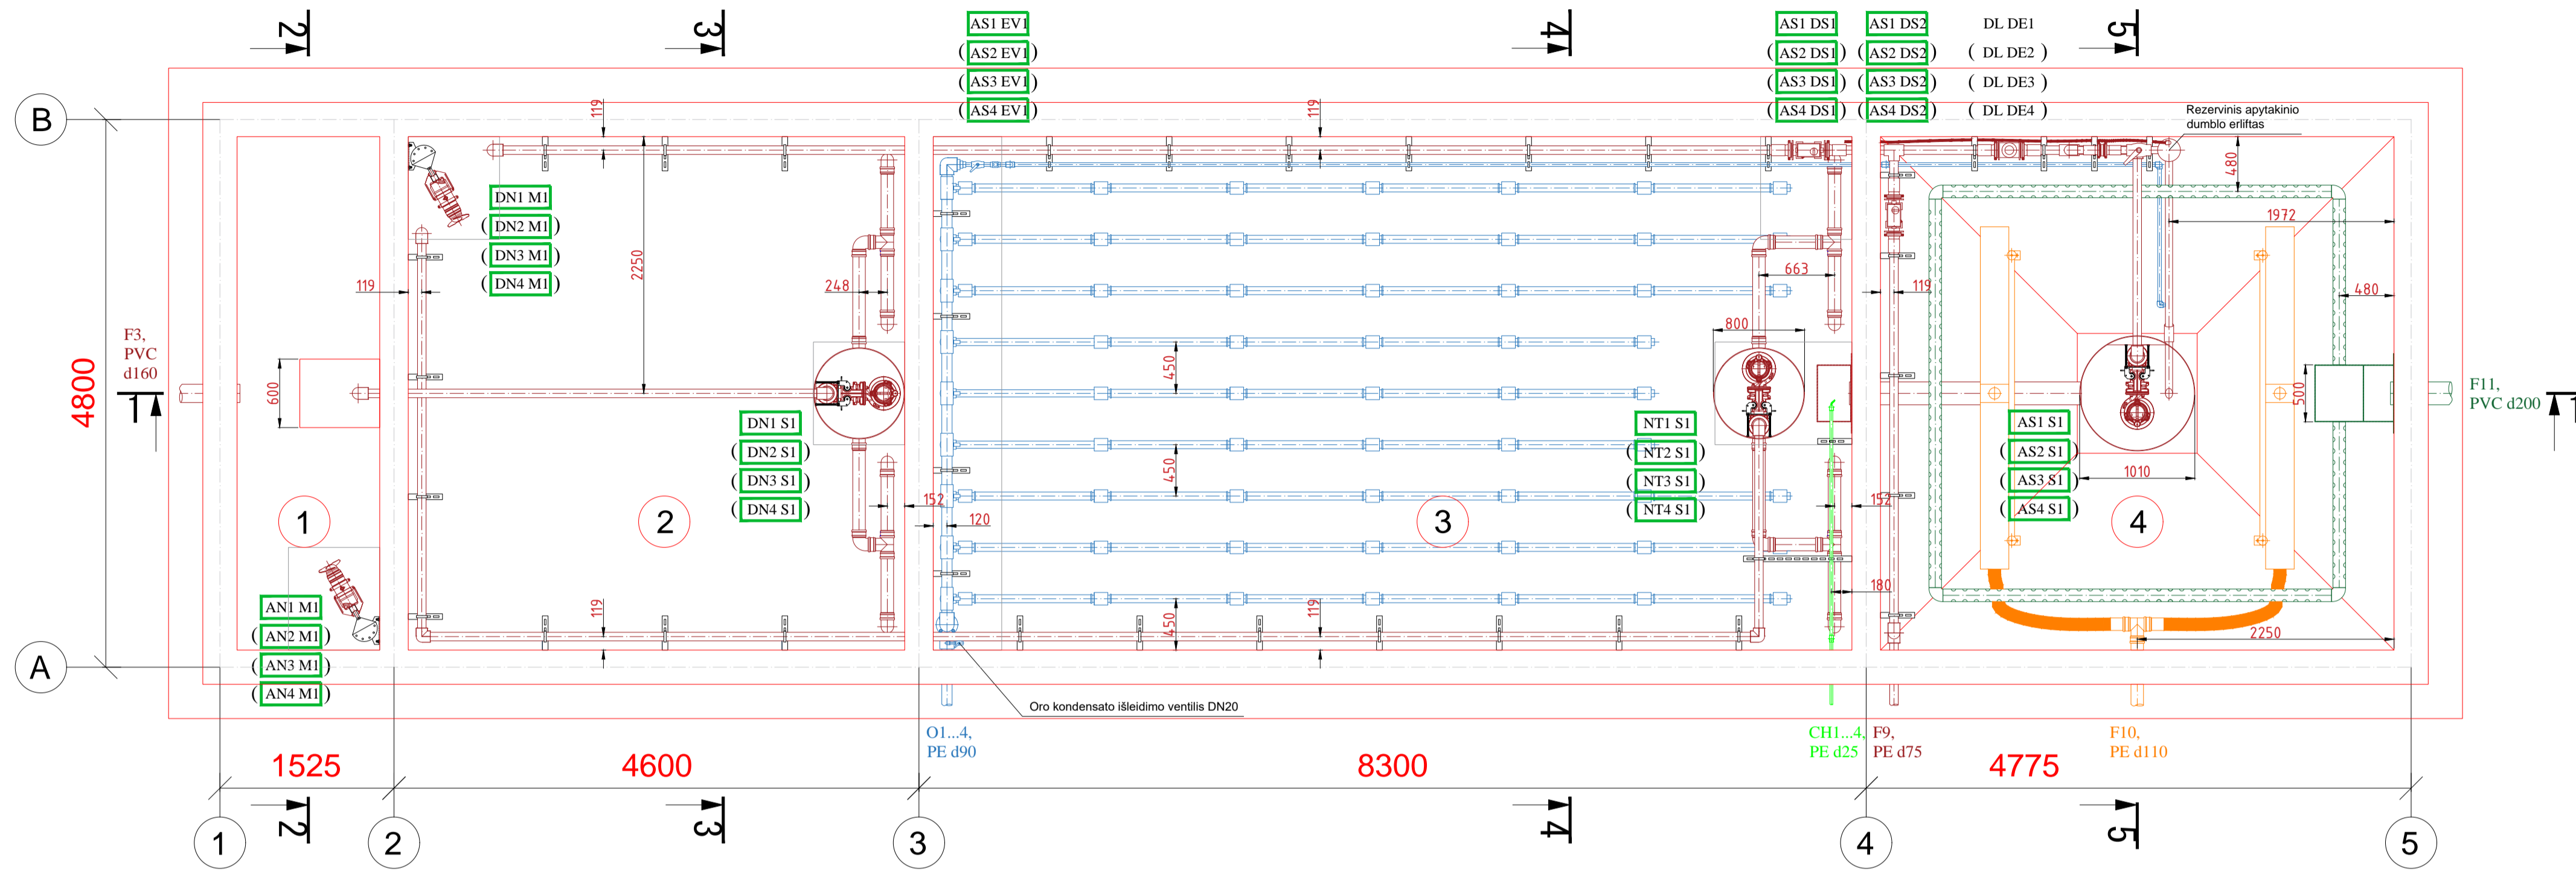 2
3
4
5
AS1 EV1
(AS2 EV1)
(AS3 EV1)
(AS4 EV1)
AS1 DS1
(AS2 DS1)
(AS3 DS1)
(AS4 DS1)
AS1 DS2
(AS2 DS2)
(AS3 DS2)
(AS4 DS2)
DL DE1
( DL DE2 )
( DL DE3 )
( DL DE4 )
Rezervinis apytakinio
dumblo erliftas
B
119
119
480
1972
DN1 M1
(DN2 M1)
(DN3 M1)
(DN4 M1)
2250
119
248
663
119
480
800
F3,
PVC
d160
4800
600
450
500
F11,
PVC d200
1
1
DN1 S1
(DN2 S1)
(DN3 S1)
(DN4 S1)
NT1 S1
(NT2 S1)
(NT3 S1)
(NT4 S1)
AS1 S1
(AS2 S1)
(AS3 S1)
(AS4 S1)
1010
450
152
120
152
1
2
3
4
180
AN1 M1
(AN2 M1)
(AN3 M1)
(AN4 M1)
119
450
119
2250
A
Oro kondensato išleidimo ventilis DN20
O1...4,
PE d90
CH1...4,
PE d25
F9,
PE d75
F10,
PE d110
1525
4600
8300
4775
2
3
4
5
1
2
3
4
5